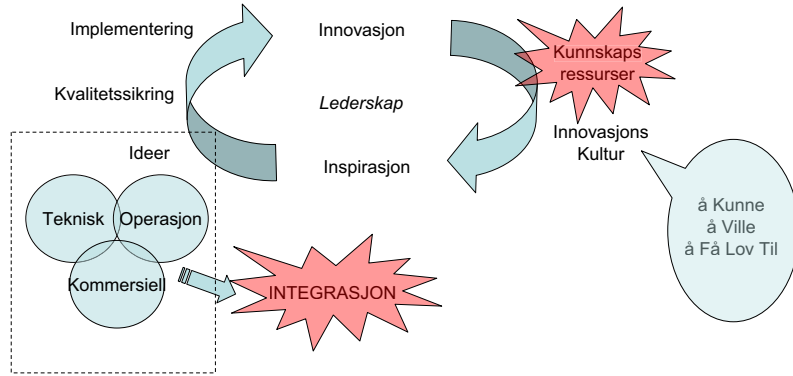 Implementering
Innovasjon
Kunnskaps
ressurser
Kvalitetssikring
Lederskap
Innovasjons
Kultur
Ideer
Inspirasjon
Teknisk
Operasjon
Kommersiell
INTEGRASJON
å Kunne
å Ville
å Få Lov Til